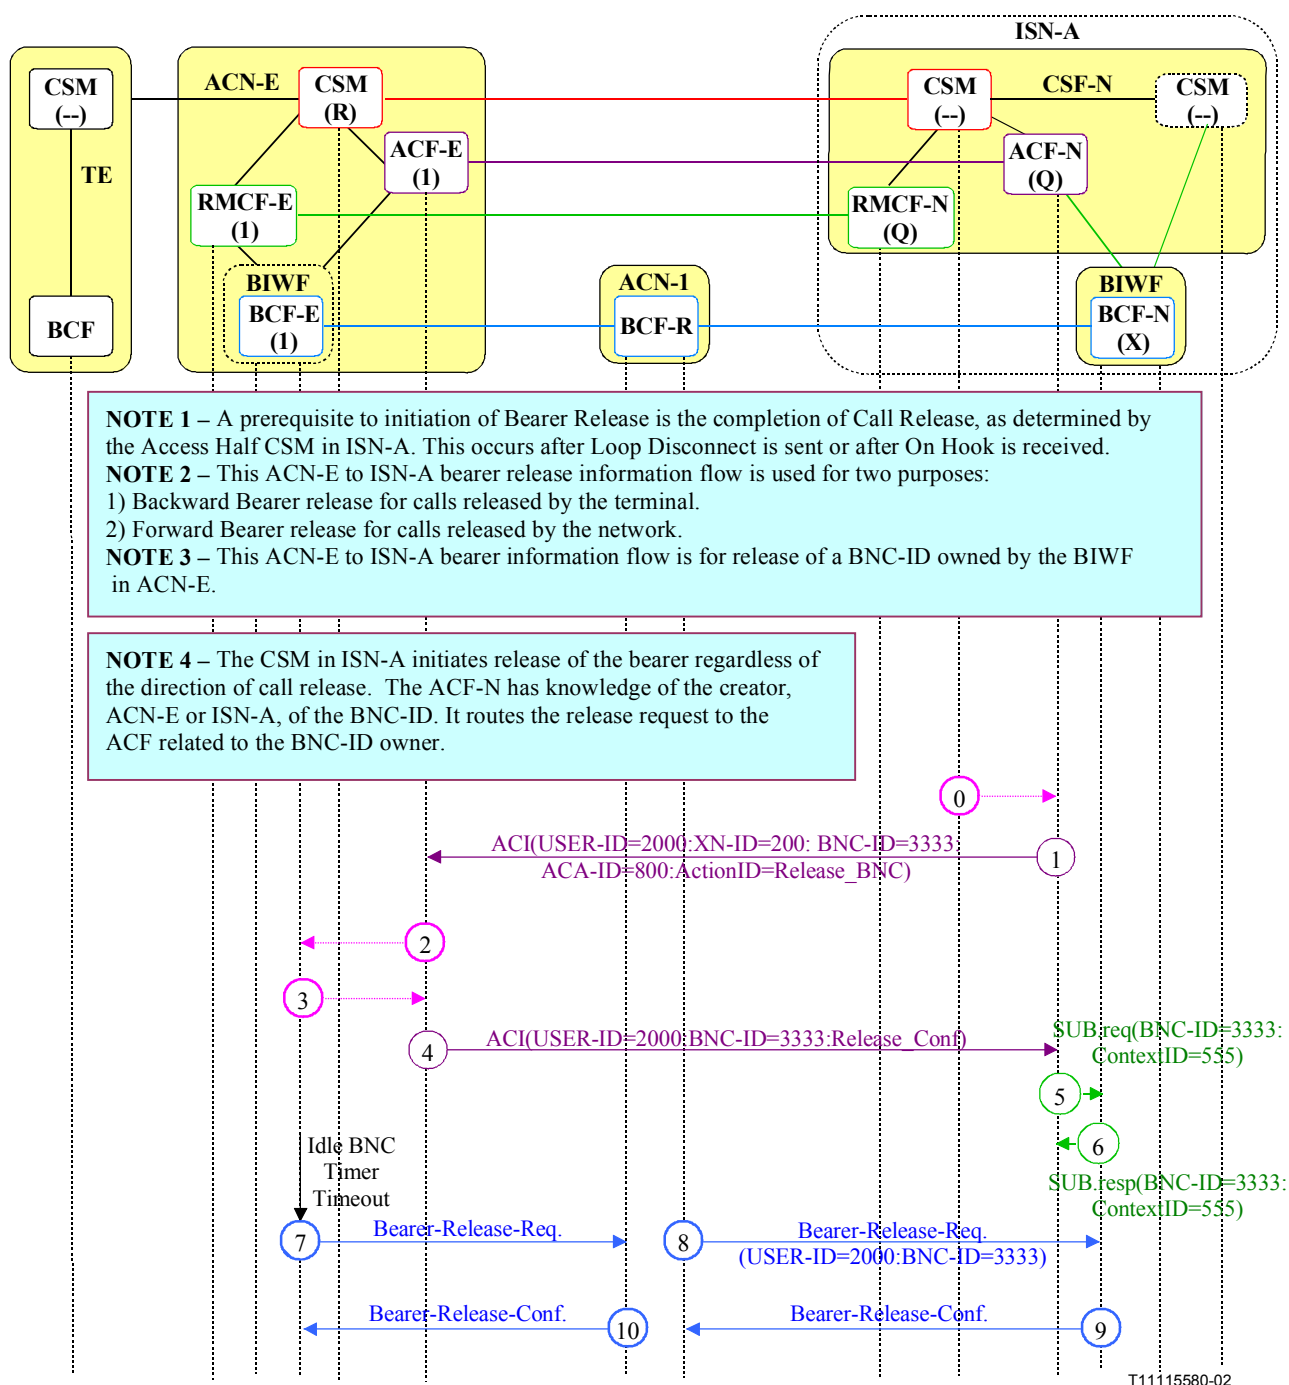 ISN-A
CSM
(--)
ACN-E
CSM
(R)
CSM
(--)
CSF-N
CSM
(--)
TE
ACF-E
(1)
ACF-N
(Q)
RMCF-E
(1)
RMCF-N
(Q)
BIWF
ACN-1
BIWF
BCF
BCF-E
(1)
BCF-R
BCF-N
(X)
NOTE 1 – A prerequisite to initiation of Bearer Release is the completion of Call Release, as determined by
the Access Half CSM in ISN-A. This occurs after Loop Disconnect is sent or after On Hook is received.
NOTE 2 – This ACN-E to ISN-A bearer release information flow is used for two purposes:
1) Backward Bearer release for calls released by the terminal.
2) Forward Bearer release for calls released by the network.
NOTE 3 – This ACN-E to ISN-A bearer information flow is for release of a BNC-ID owned by the BIWF
in ACN-E.
NOTE 4 – The CSM in ISN-A initiates release of the bearer regardless of
the direction of call release. The ACF-N has knowledge of the creator,
ACN-E or ISN-A, of the BNC-ID. It routes the release request to the
ACF related to the BNC-ID owner.
0
ACI(USER-ID=2000:XN-ID=200: BNC-ID=3333:
ACA-ID=800:ActionID=Release_BNC)
1
2
3
4
ACI(USER-ID=2000:BNC-ID=3333:Release_Conf)
SUB.req(BNC-ID=3333:
ContextID=555)
5
6
Idle BNC
Timer
Timeout
SUB.resp(BNC-ID=3333:
ContextID=555)
7
Bearer-Release-Req.
8
Bearer-Release-Req.
(USER-ID=2000:BNC-ID=3333)
Bearer-Release-Conf.
10
Bearer-Release-Conf.
9
T11115580-02